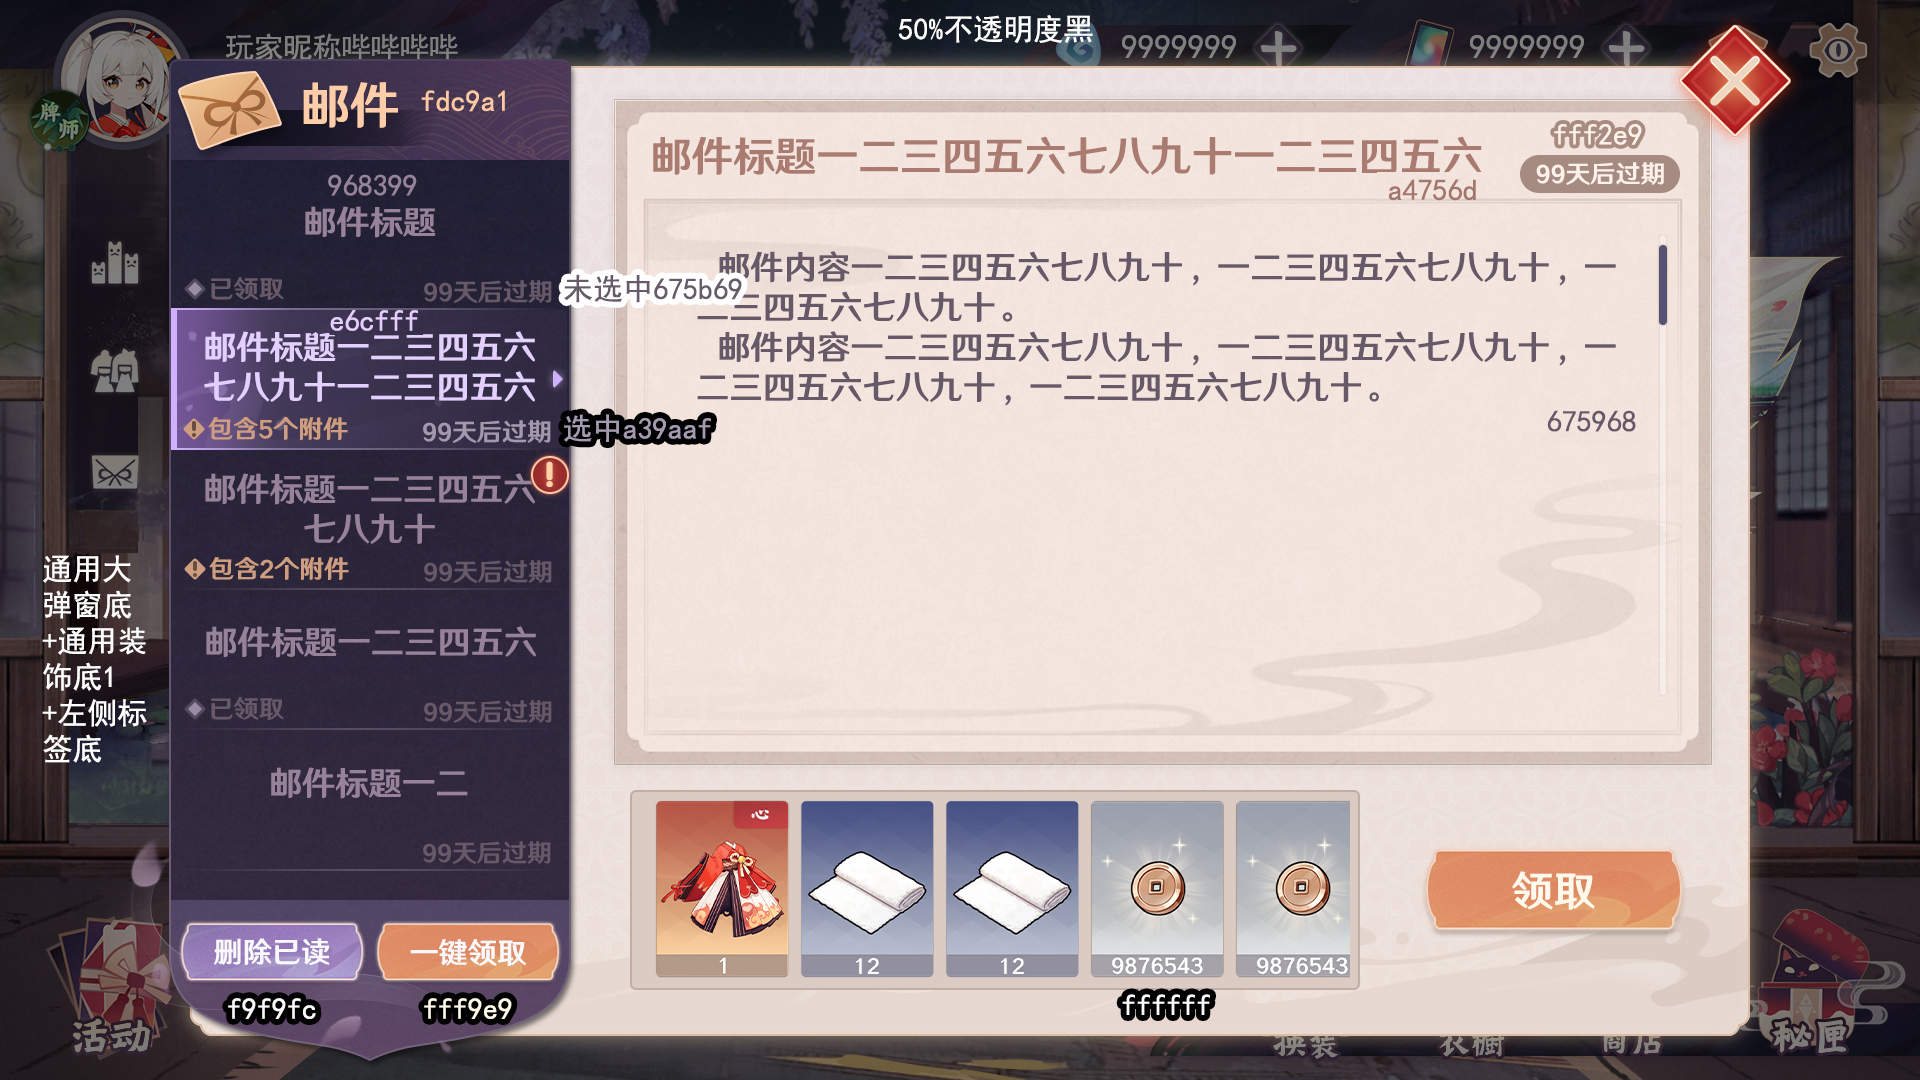 50%不透明度黑
玩家昵称哔哔哔哔
9999999
9999999
牌师
邮件
fdc9a1
968399
邮件标题
已领取
99天后过期
未选中675b69
e6cfff
邮件标题一二三四五六
七八九十一二三四五六
包含5个附件
99天后过期
选中a39aaf
邮件标题一二三四五六
七八九十
包含2个附件
99天后过期
邮件标题一二三四五六
已领取
99天后过期
邮件标题一二
99天后过期
删除已读
一键领取
f9f9fc
fff9e9
通用大
弹窗底
+通用装
饰底1
+左侧标
签底
邮件标题一二三四五六七八九十一二三四五六
a4756d
fff2e9
99天后过期
邮件内容一二三四五六七八九十，一二三四五六七八九十，一
二三四五六七八九十。
邮件内容一二三四五六七八九十，一二三四五六七八九十，一
二三四五六七八九十，一二三四五六七八九十。
675968
心
1
12
12
9876543
9876543
ffffff
领取
活动
换装
衣橱
商店
秘匣